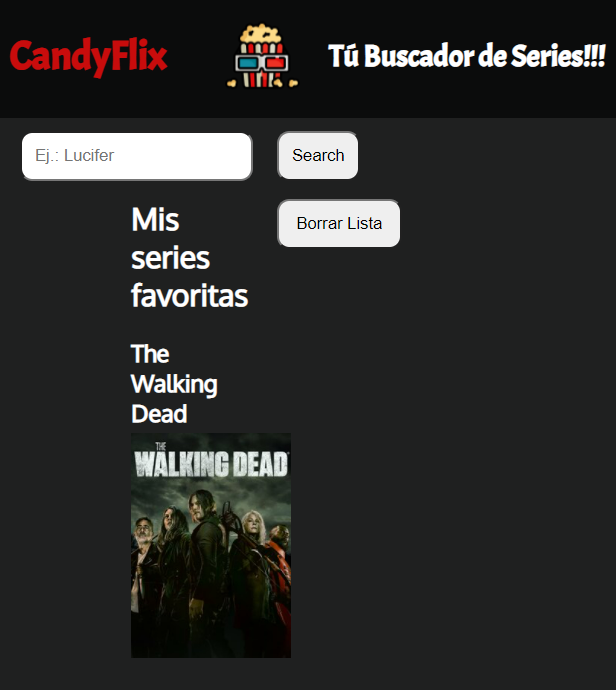 CandyFlix
Tú Buscador de Series!!!
Ej.: Lucifer
Search
Mis
series
favoritas
Borrar Lista
The
Walking
Dead
THE
WALKING DEAD